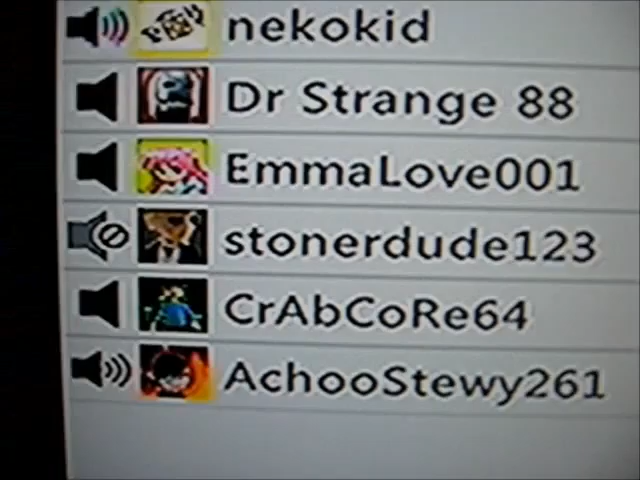 nekokid
Dr Strange 88
EmmaLove001
stonerdude123
CrAbCoRe64
AchooStewy261